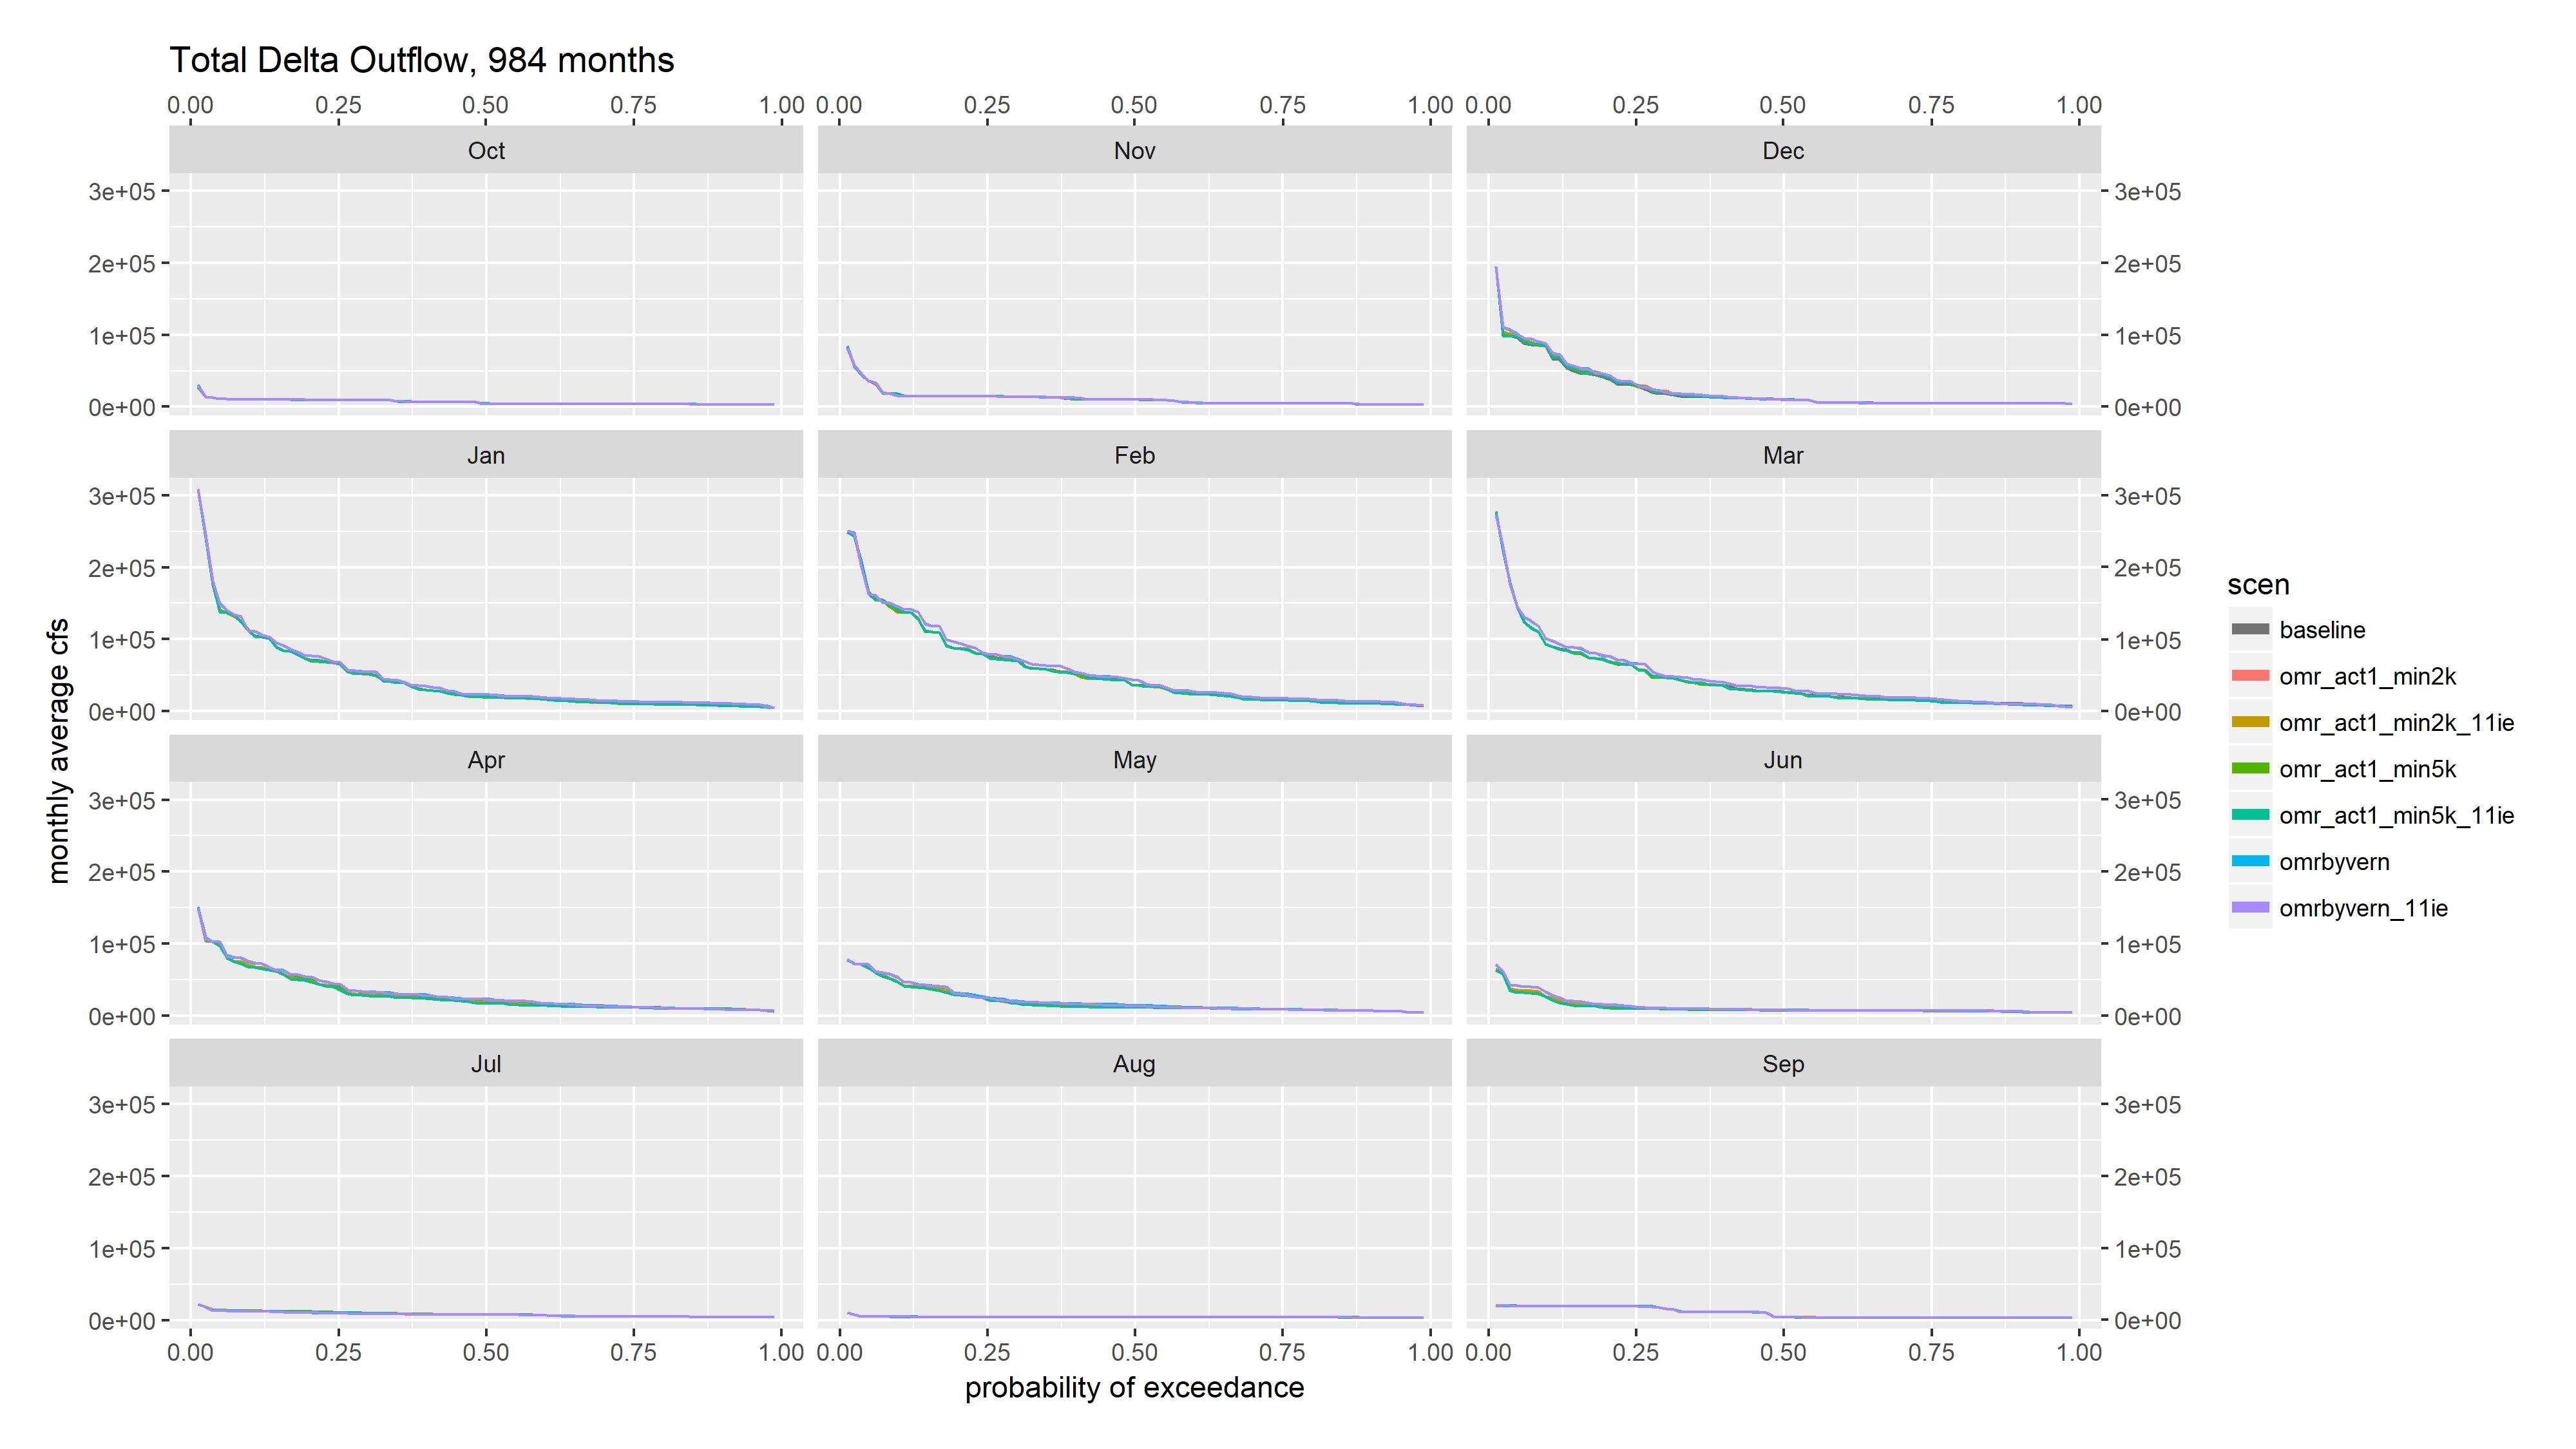 Total Delta Outflow, 984 months
0.00 0.25 0.50 0.75 1.00 0.00 0.25 0.50 0.75 1.00 0.00 0.25 0.50 0.75 1.00
Oct Nov Dec
3e+05 3e+05
2e+05 2e+05
1e+05 1e+05
0e+00 0e+00
Jan Feb Mar
3e+05 3e+05
2e+05 2e+05
1e+05 1e+05
0e+00 0e+00
Apr May Jun
3e+05 3e+05
2e+05 2e+05
1e+05 1e+05
0e+00 0e+00
Jul Aug Sep
3e+05 3e+05
2e+05 2e+05
1e+05 1e+05
0e+00 0e+00
0.00 0.25 0.50 0.75 1.00 0.00 0.25 0.50 0.75 1.00 0.00 0.25 0.50 0.75 1.00
probability of exceedance
monthly average cfs
scen
baseline
omr_act1_min2k
omr_act1_min2k_11ie
omr_act1_min5k
omr_act1_min5k_11ie
omrbyvern
omrbyvern_11ie